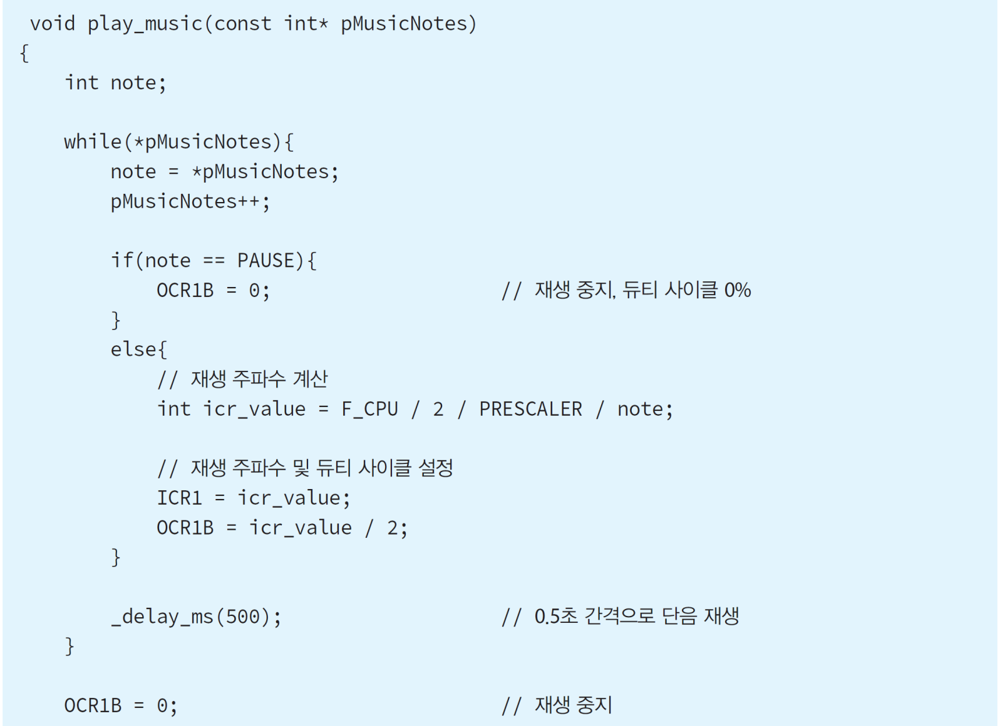 void play_music(const int* pMusicNotes)
{
    int note;

    while(*pMusicNotes){
        note = *pMusicNotes;
        pMusicNotes++;

        if(note == PAUSE){
            OCR1B = 0;                    // 재생 중지, 듀티 사이클 0%
        }
        else{
            // 재생 주파수 계산
            int icr_value = F_CPU / 2 / PRESCALER / note;

            // 재생 주파수 및 듀티 사이클 설정
            ICR1 = icr_value;
            OCR1B = icr_value / 2;
        }

        _delay_ms(500);                   // 0.5초 간격으로 단음 재생
    }

    OCR1B = 0;                            // 재생 중지